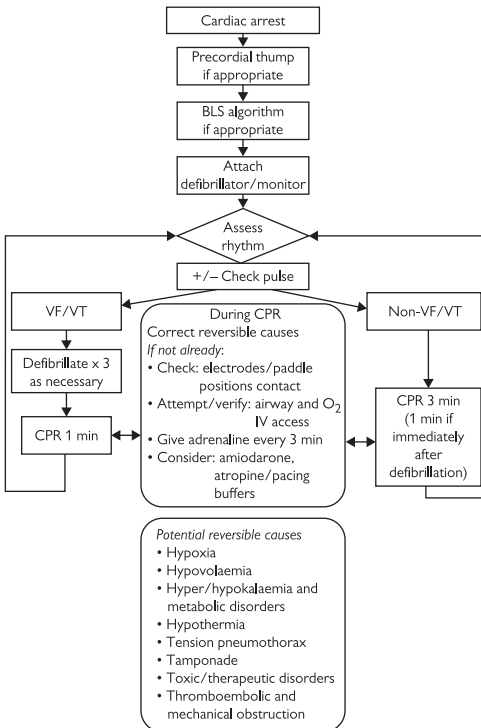 Cardiac arrest
Precordial thump
if appropriate
BLS algorithm
if appropriate
Attach
defibrillator/monitor
Assess
rhythm
+/– Check pulse
VF/VT
Defibrillate x 3
as necessary
CPR 1 min
During CPR
Correct reversible causes
If not already:
• Check: electrodes/paddle
positions contact
• Attempt/verify: airway and O₂
IV access
• Give adrenaline every 3 min
• Consider: amiodarone,
atropine/pacing
buffers
Non-VF/VT
CPR 3 min
(1 min if
immediately
after
defibrillation)
Potential reversible causes
• Hypoxia
• Hypovolaemia
• Hyper/hypokalaemia and
metabolic disorders
• Hypothermia
• Tension pneumothorax
• Tamponade
• Toxic/therapeutic disorders
• Thromboembolic and
mechanical obstruction